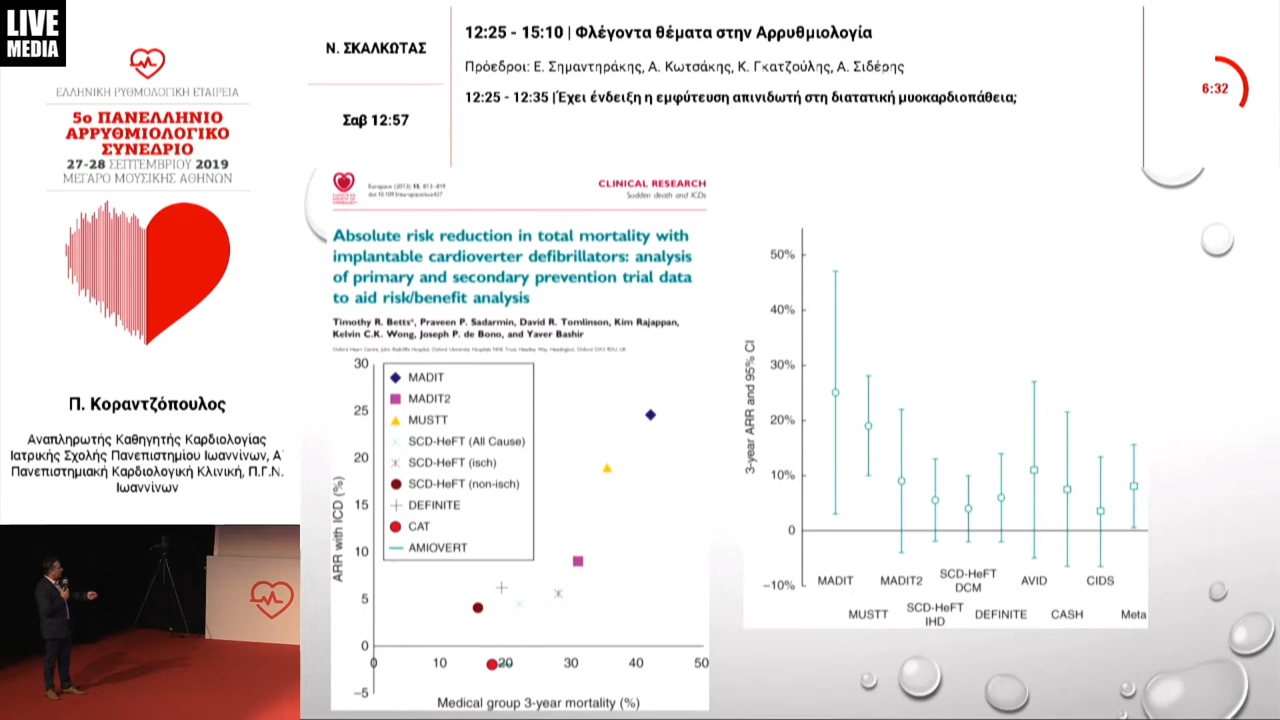 LIVE
MEDIA
ΕΛΛΗΝΙΚΗ ΡΥΘΜΟΛΟΓΙΚΗ ΕΤΑΙΡΕΙΑ
5ο ΠΑΝΕΛΛΗΝΙΟ
ΑΡΡΥΘΜΙΟΛΟΓΙΚΟ
ΣΥΝΕΔΡΙΟ
27-28 ΣΕΠΤΕΜΒΡΙΟΥ 2019
ΜΕΓΑΡΟ ΜΟΥΣΙΚΗΣ ΑΘΗΝΩΝ
Π. Κοραντζόπουλος
Αναπληρωτής Καθηγητής Καρδιολογίας
Ιατρικής Σχολής Πανεπιστημίου Ιωαννίνων, Α'
Πανεπιστημιακή Καρδιολογική Κλινική, Π.Γ.Ν.
Ιωαννίνων
Ν. ΣΚΑΛΚΩΤΑΣ
Σαβ 12:57
12:25 - 15:10 | Φλέγοντα θέματα στην Αρρυθμιολογία
Πρόεδροι: Ε. Σημαντηράκης, Α. Κωτσάκης, Κ. Γκατζούλης, Α. Σιδέρης
12:25 - 12:35 |Έχει ένδειξη η εμφύτευση απινιδωτή στη διατατική μυοκαρδιοπάθεια;
6:32
Europace (2013) 15, 813–819
CLINICAL RESEARCH
Sudden death and ICDs
Absolute risk reduction in total mortality with
implantable cardioverter defibrillators: analysis
of primary and secondary prevention trial data
to aid risk/benefit analysis
Timothy R. Betts*, Praveen P. Sadarmin, David R. Tomlinson, Kim Rajappan,
Kelvin C.K. Wong, Joseph P. de Bono, and Yaver Bashir
ARR with ICD (%)
30
25
20
15
10
5
0
−5
MADIT
MADIT2
MUSTT
SCD-HeFT (All Cause)
SCD-HeFT (isch)
SCD-HeFT (non-isch)
DEFINITE
CAT
AMIOVERT
0
10
20
30
40
50
Medical group 3-year mortality (%)
3-year ARR and 95% CI
50%
40%
30%
20%
10%
0
−10%
MADIT
MUSTT
MADIT2
SCD-HeFT
IHD
SCD-HeFT
DCM
DEFINITE
AVID
CASH
CIDS
Meta